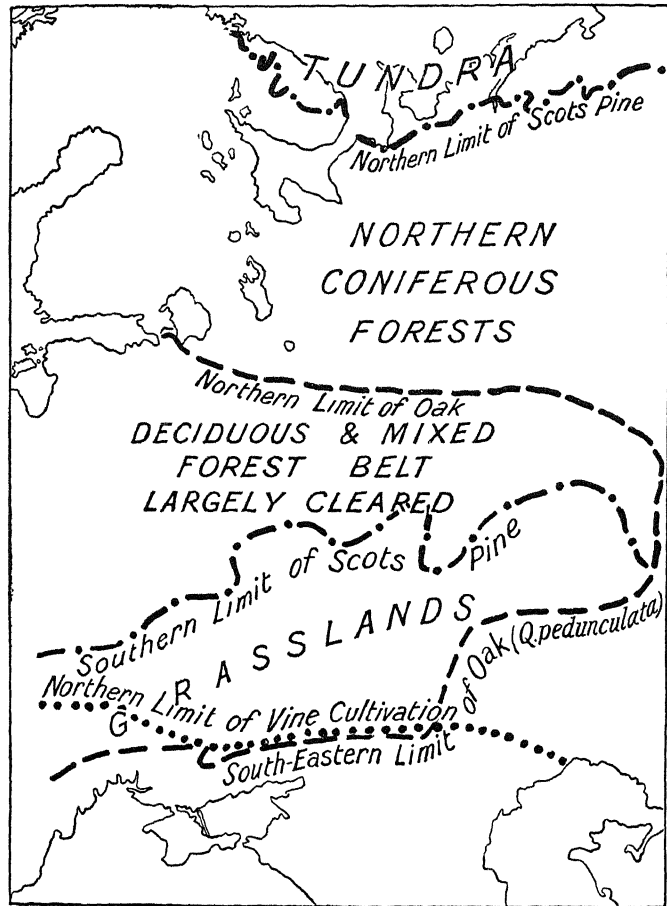 TUNDRA
Northern Limit of Scots Pine
NORTHERN
CONIFEROUS
FORESTS
Northern Limit of Oak
DECIDUOUS & MIXED
FOREST BELT
LARGELY CLEARED
Southern Limit of Scots Pine
GRASSLANDS
Northern Limit of Vine Cultivation
South-Eastern Limit of Oak (Q.pedunculata)